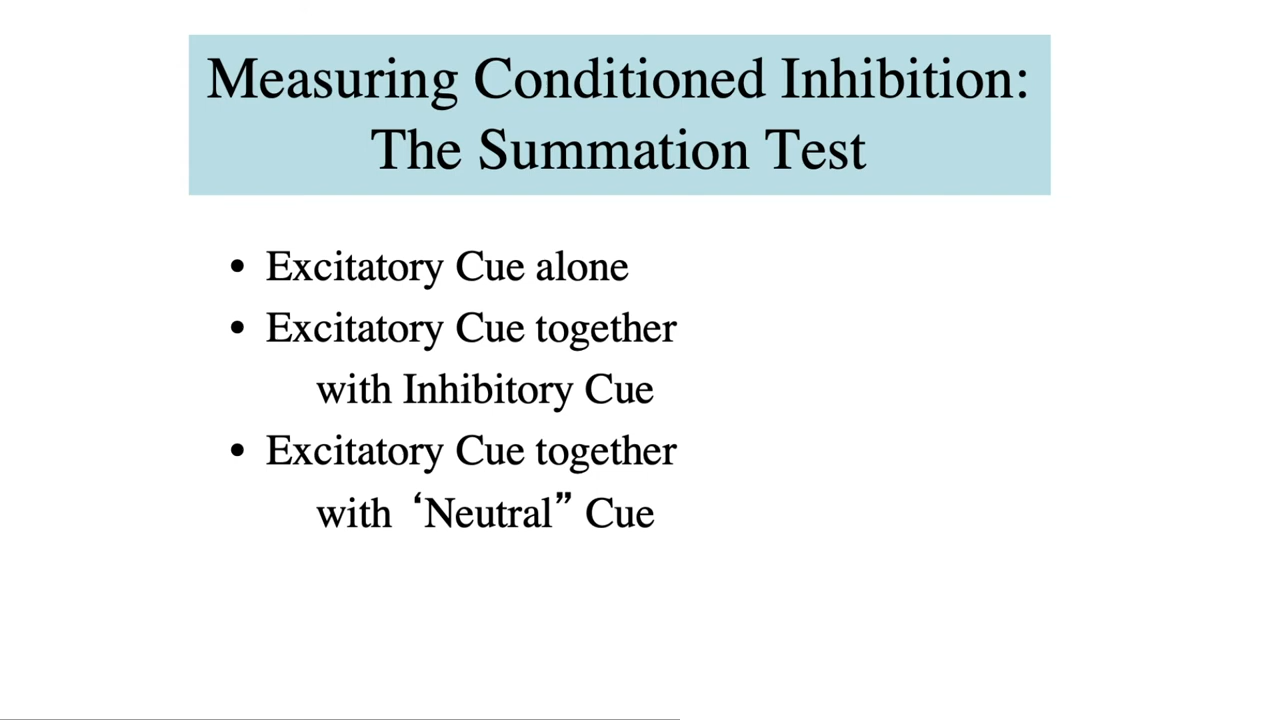 Measuring Conditioned Inhibition:
The Summation Test
• Excitatory Cue alone
• Excitatory Cue together
with Inhibitory Cue
• Excitatory Cue together
with ‘Neutral” Cue